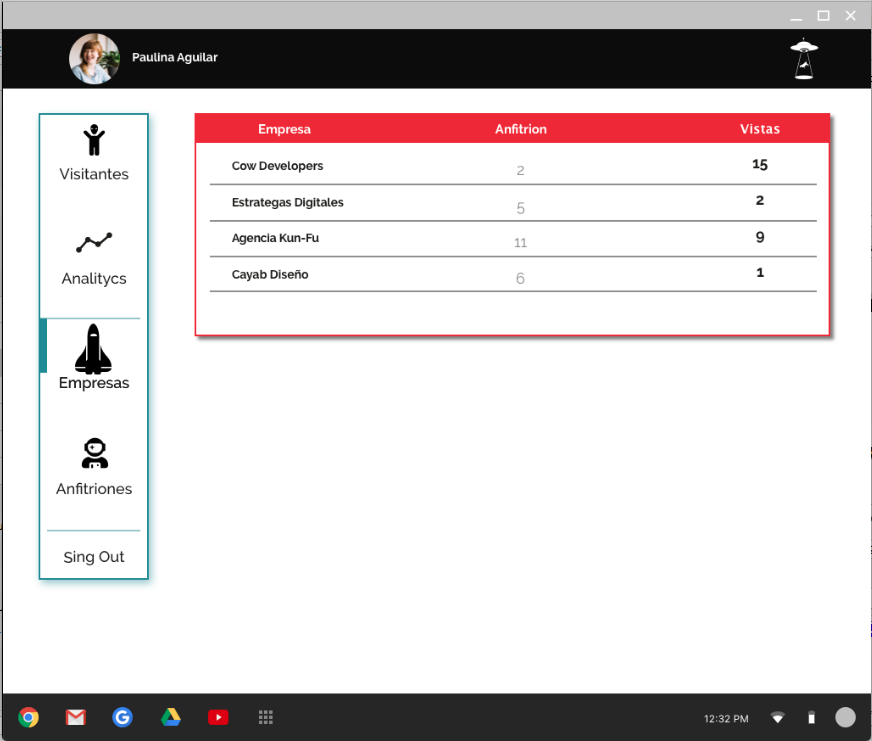 Paulina Aguilar
Visitantes
Analitycs
Empresas
Anfitriones
Sing Out
Empresa Anfitrion Vistas
Cow Developers 2 15
Estrategas Digitales 5 2
Agencia Kun-Fu 11 9
Cayab Diseño 6 1
12:32 PM